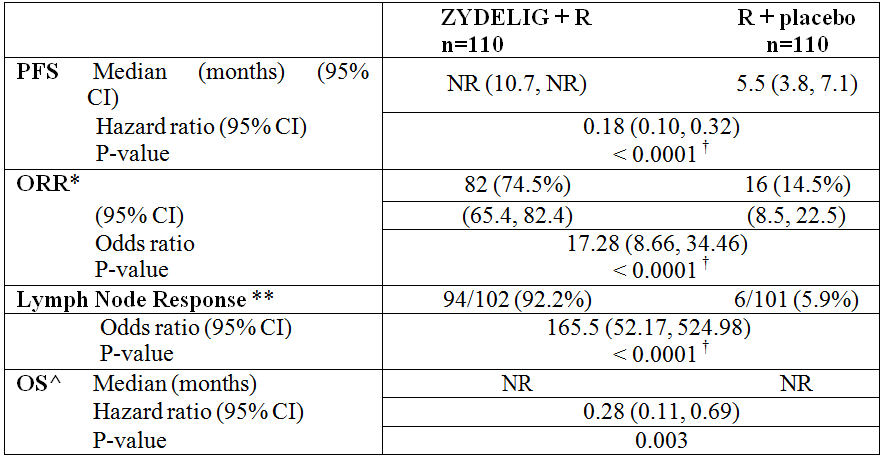 ZYDELIG + R R + placebo
n=110 n=110
PFS Median (months) (95% CI) NR (10.7, NR) 5.5 (3.8, 7.1)
Hazard ratio (95% CI) 0.18 (0.10, 0.32)
P-value < 0.0001 †
ORR* 82 (74.5%) 16 (14.5%)
(95% CI) (65.4, 82.4) (8.5, 22.5)
Odds ratio 17.28 (8.66, 34.46)
P-value < 0.0001 †
Lymph Node Response ** 94/102 (92.2%) 6/101 (5.9%)
Odds ratio (95% CI) 165.5 (52.17, 524.98)
P-value < 0.0001 †
OS^ Median (months) NR NR
Hazard ratio (95% CI) 0.28 (0.11, 0.69)
P-value 0.003